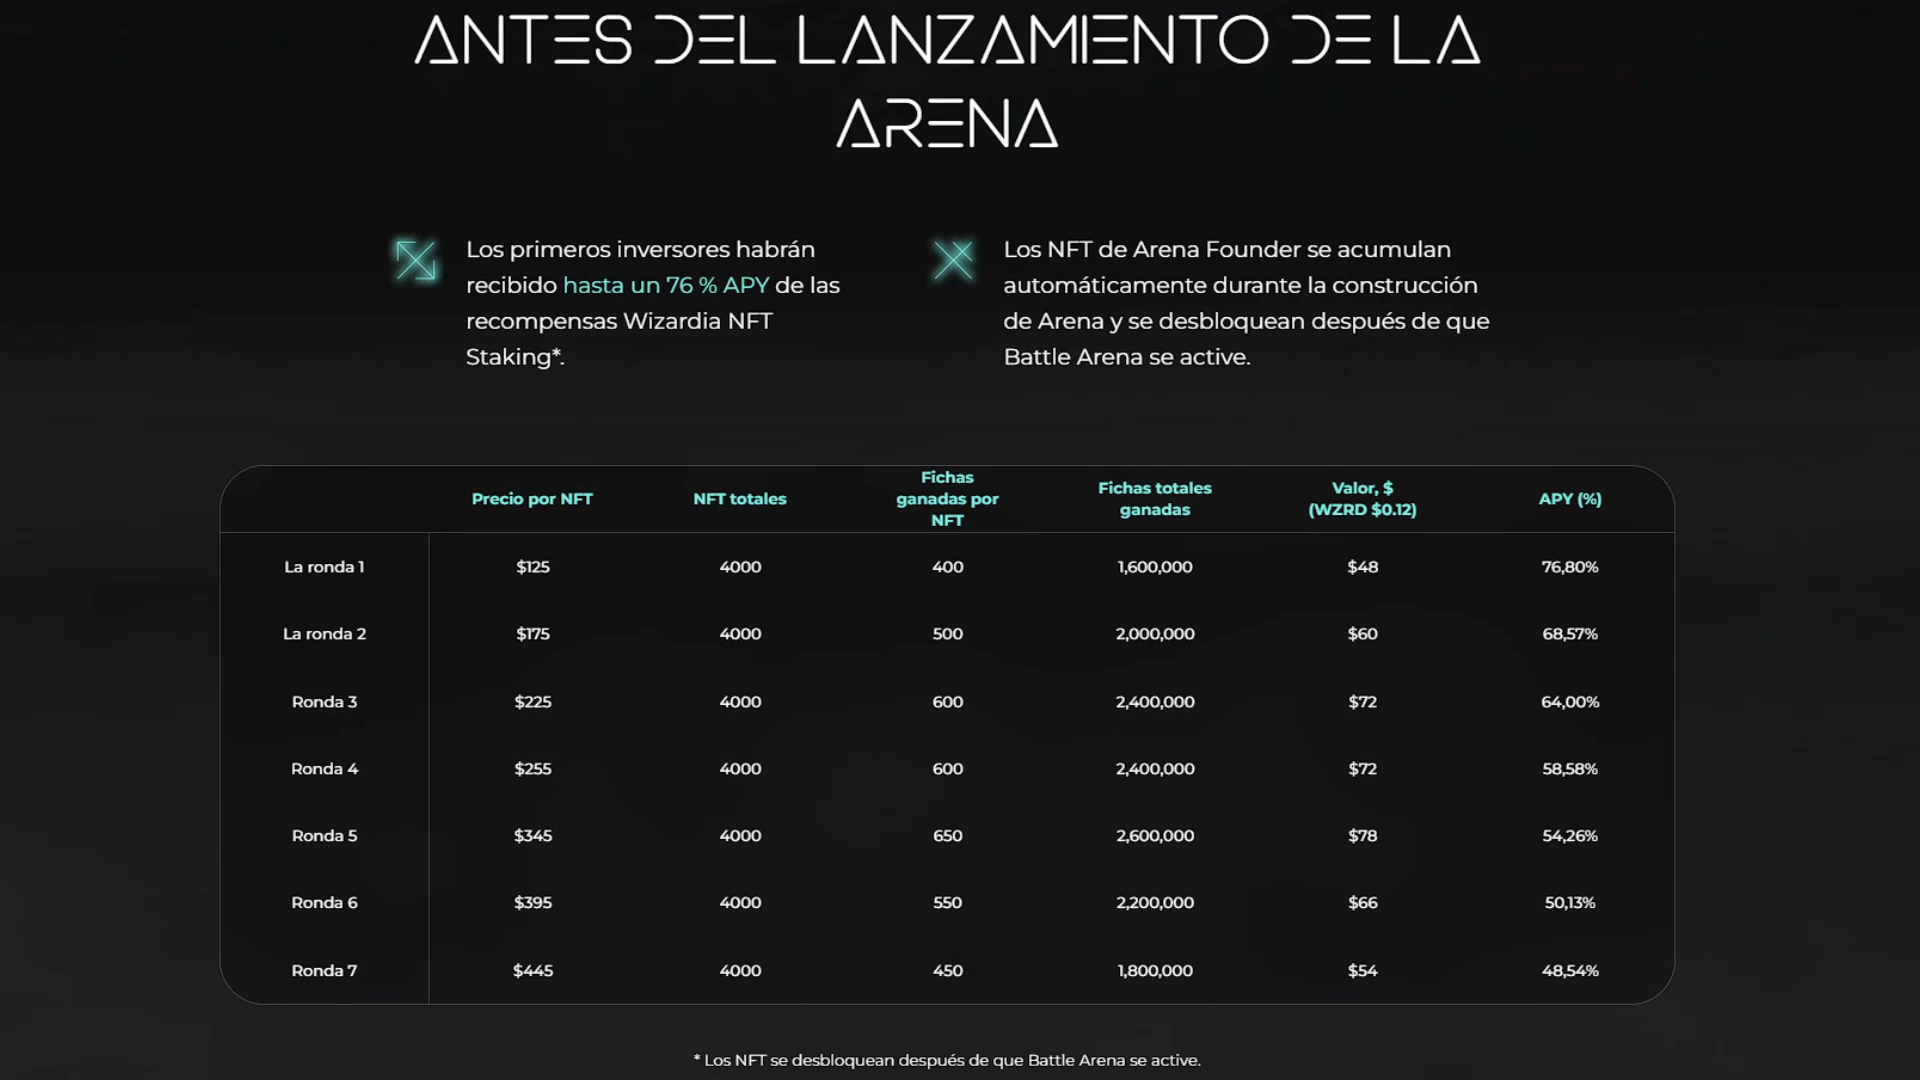 ANTES DEL LANZAMIENTO DE LA
ARENA
Los primeros inversores habrán
recibido hasta un 76 % APY de las
recompensas Wizardia NFT
Staking*.
Los NFT de Arena Founder se acumulan
automáticamente durante la construcción
de Arena y se desbloquean después de que
Battle Arena se active.
Precio por NFT
NFT totales
Fichas
ganadas por
NFT
Fichas totales
ganadas
Valor, $
(WZRD $0.12)
APY (%)
La ronda 1 $125 4000 400 1,600,000 $48 76,80%
La ronda 2 $175 4000 500 2,000,000 $60 68,57%
Ronda 3 $225 4000 600 2,400,000 $72 64,00%
Ronda 4 $255 4000 600 2,400,000 $72 58,58%
Ronda 5 $345 4000 650 2,600,000 $78 54,26%
Ronda 6 $395 4000 550 2,200,000 $66 50,13%
Ronda 7 $445 4000 450 1,800,000 $54 48,54%
* Los NFT se desbloquean después de que Battle Arena se active.